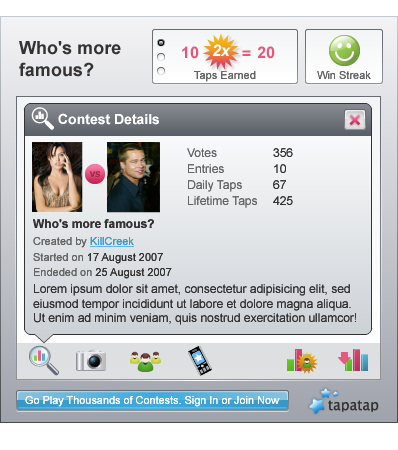 Who's more
famous?
10 2x = 20
Taps Earned
Win Streak
Contest Details
vs
Votes 356
Entries 10
Daily Taps 67
Lifetime Taps 425
Who's more famous?
Created by KillCreek
Started on 17 August 2007
Endeded on 25 August 2007
Lorem ipsum dolor sit amet, consectetur adipisicing elit, sed
eiusmod tempor incididunt ut labore et dolore magna aliqua.
Ut enim ad minim veniam, quis nostrud exercitation ullamcor!
Go Play Thousands of Contests. Sign In or Join Now
tapatap